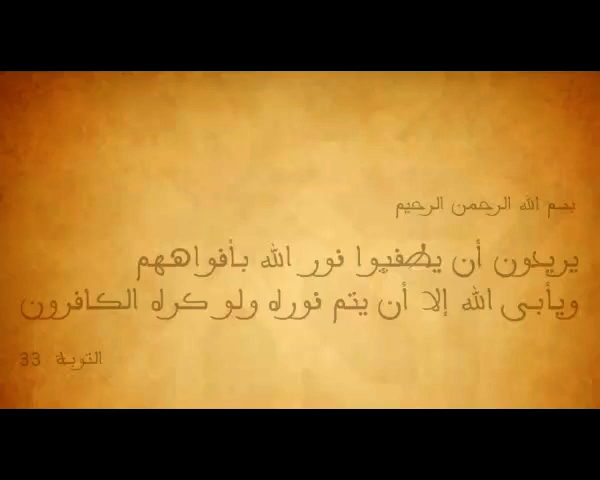 بسم الله الرحمن الرحيم
يريدون أن يطفبوا نور الله بأفواههم
ويأبى الله إلا أن يتم نوره ولو كره الكافرون
التوبة 33